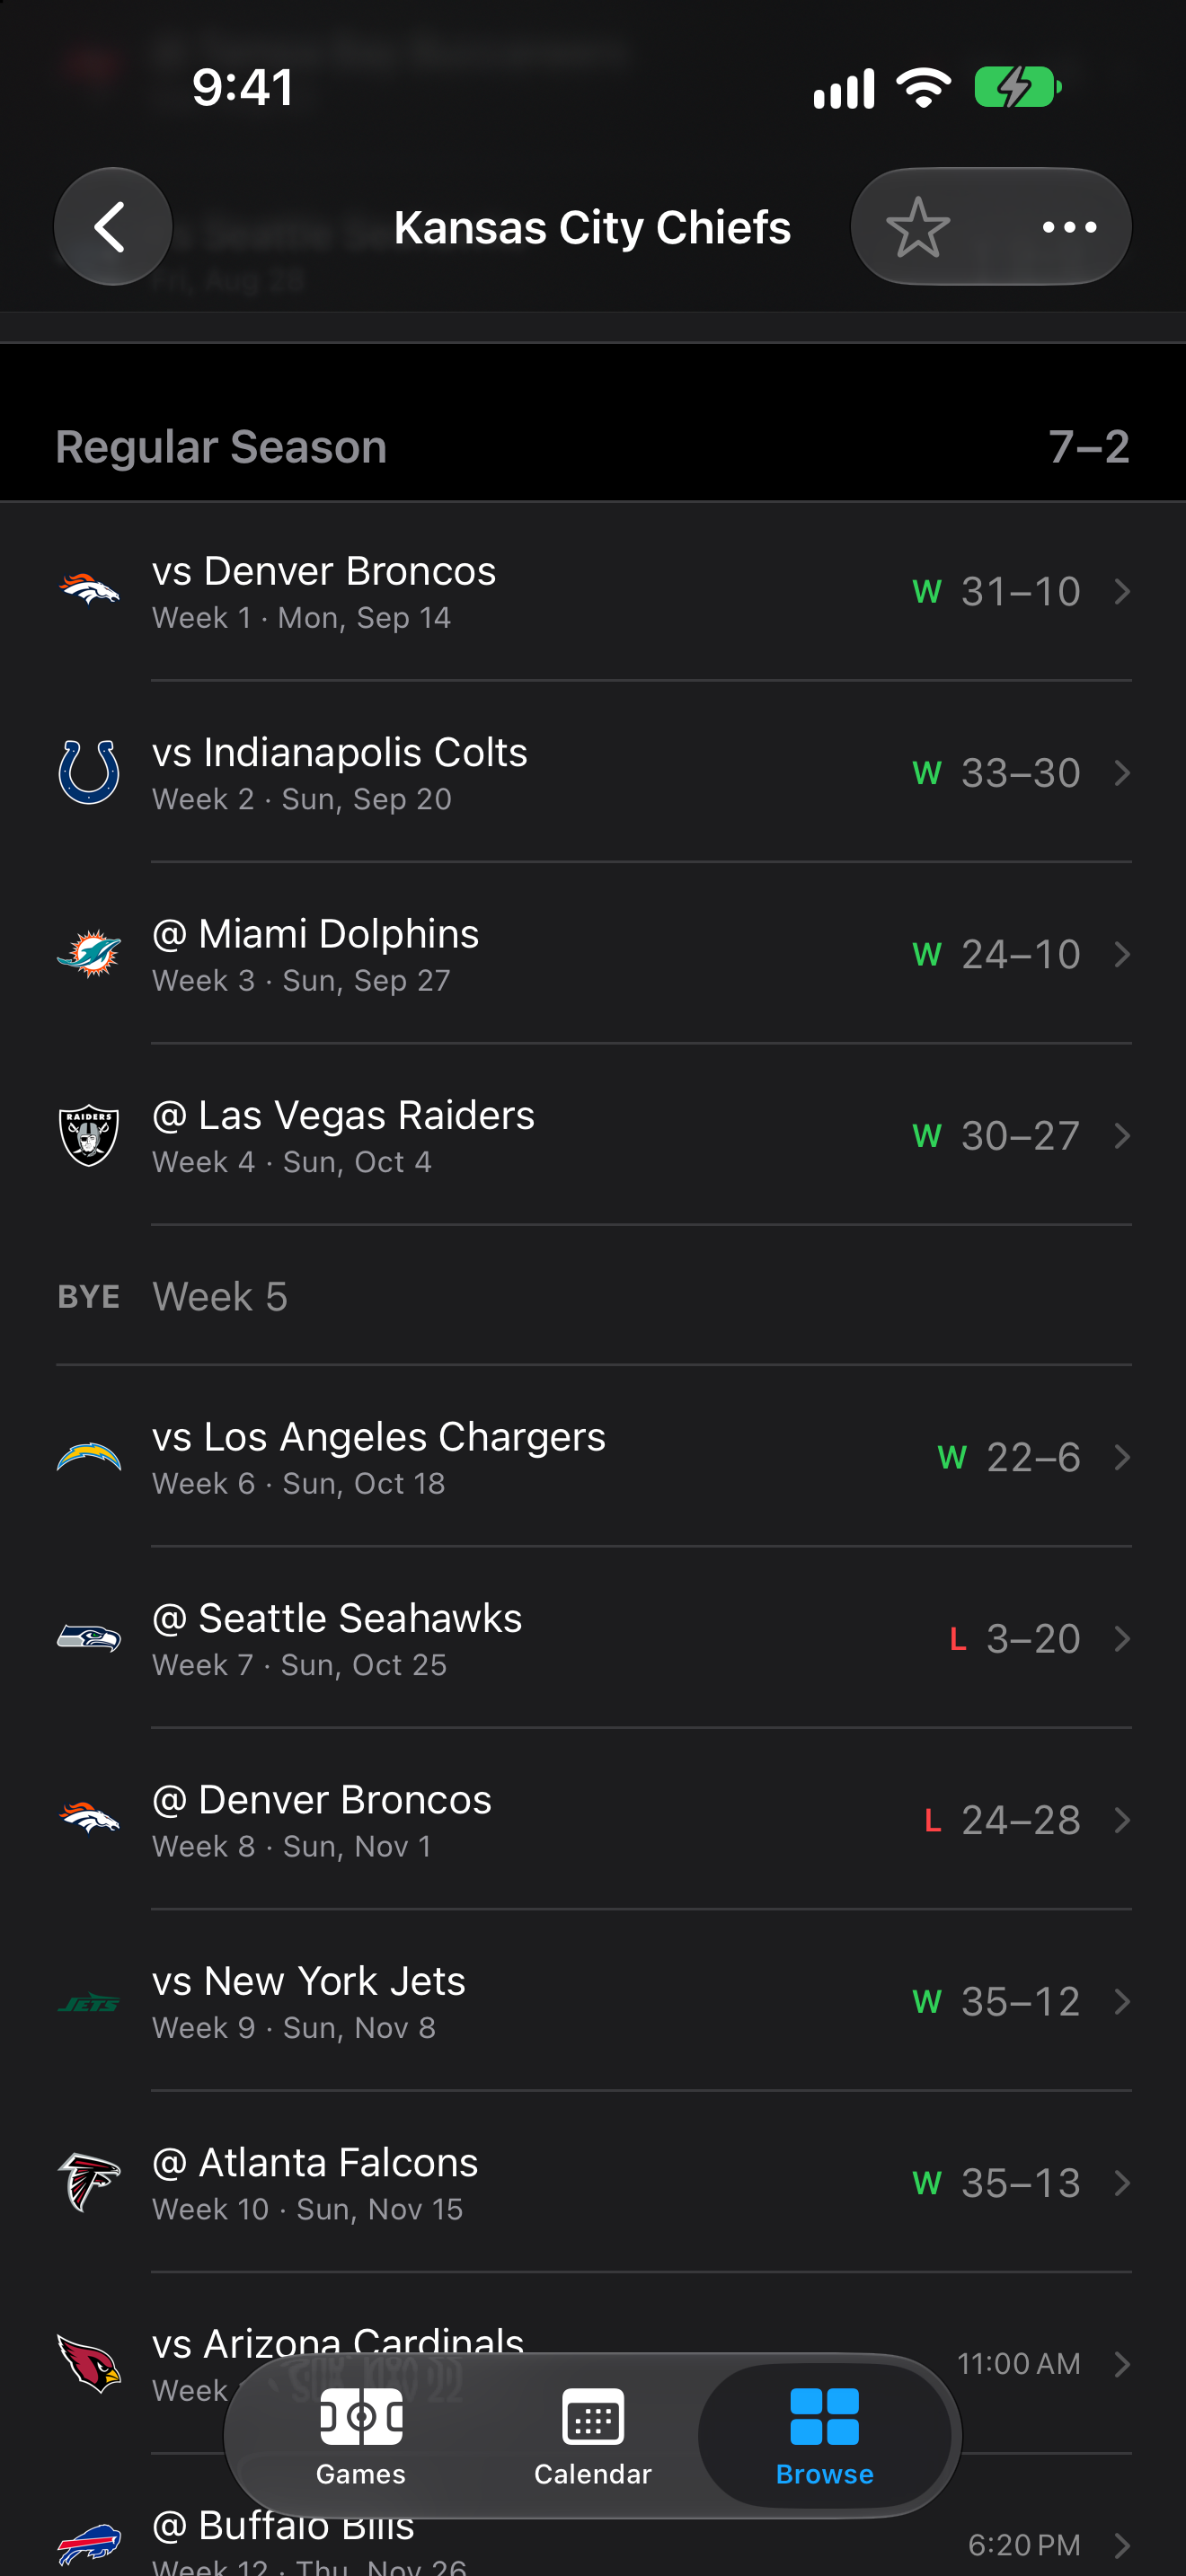 9:41
Kansas City Chiefs
Fri, Aug 28
Regular Season 7–2
vs Denver Broncos
Week 1 · Mon, Sep 14
W 31–10
vs Indianapolis Colts
Week 2 · Sun, Sep 20
W 33–30
@ Miami Dolphins
Week 3 · Sun, Sep 27
W 24–10
RAIDERS
@ Las Vegas Raiders
Week 4 · Sun, Oct 4
W 30–27
BYE Week 5
vs Los Angeles Chargers
Week 6 · Sun, Oct 18
W 22–6
@ Seattle Seahawks
Week 7 · Sun, Oct 25
L 3–20
@ Denver Broncos
Week 8 · Sun, Nov 1
L 24–28
JETS
vs New York Jets
Week 9 · Sun, Nov 8
W 35–12
@ Atlanta Falcons
Week 10 · Sun, Nov 15
W 35–13
vs Arizona Cardinals
Week
11:00 AM
Games
Calendar
Browse
@ Buffalo Bills
Week 12 · Thu, Nov 26
6:20 PM